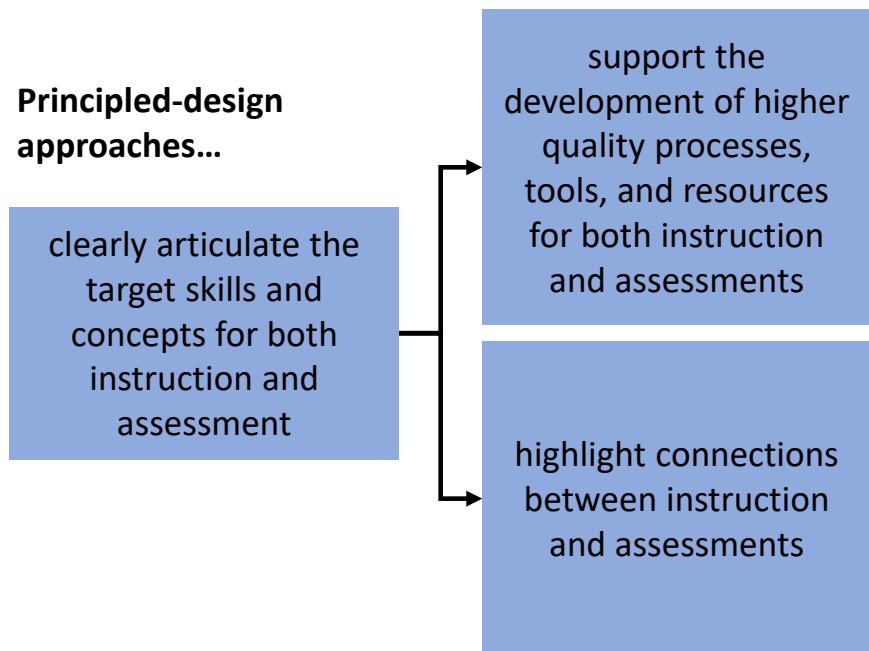 Principled-design
approaches…
clearly articulate the
target skills and
concepts for both
instruction and
assessment
support the
development of higher
quality processes,
tools, and resources
for both instruction
and assessments
highlight connections
between instruction
and assessments